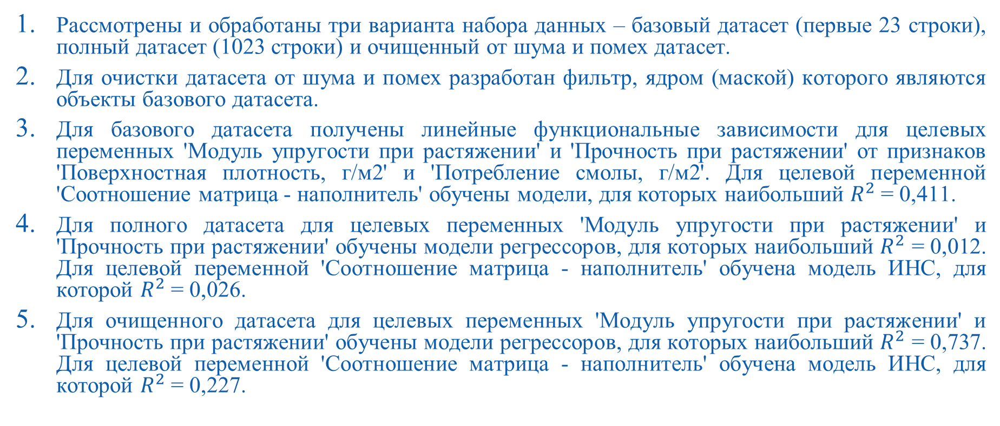 1. Рассмотрены и обработаны три варианта набора данных – базовый датасет (первые 23 строки),
полный датасет (1023 строки) и очищенный от шума и помех датасет.
2. Для очистки датасета от шума и помех разработан фильтр, ядром (маской) которого являются
объекты базового датасета.
3. Для базового датасета получены линейные функциональные зависимости для целевых
переменных 'Модуль упругости при растяжении' и 'Прочность при растяжении' от признаков
'Поверхностная плотность, г/м2' и 'Потребление смолы, г/м2'. Для целевой переменной
'Соотношение матрица - наполнитель' обучены модели, для которых наибольший R² = 0,411.
4. Для полного датасета для целевых переменных 'Модуль упругости при растяжении' и
'Прочность при растяжении' обучены модели регрессоров, для которых наибольший R² = 0,012.
Для целевой переменной 'Соотношение матрица - наполнитель' обучена модель ИНС, для
которой R² = 0,026.
5. Для очищенного датасета для целевых переменных 'Модуль упругости при растяжении' и
'Прочность при растяжении' обучены модели регрессоров, для которых наибольший R² = 0,737.
Для целевой переменной 'Соотношение матрица - наполнитель' обучена модель ИНС, для
которой R² = 0,227.